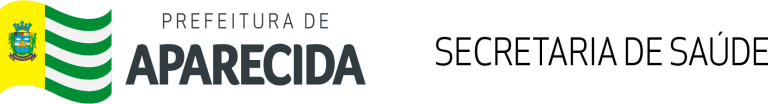 PREFEITURA DE
APARECIDA
SECRETARIA DE SAÚDE